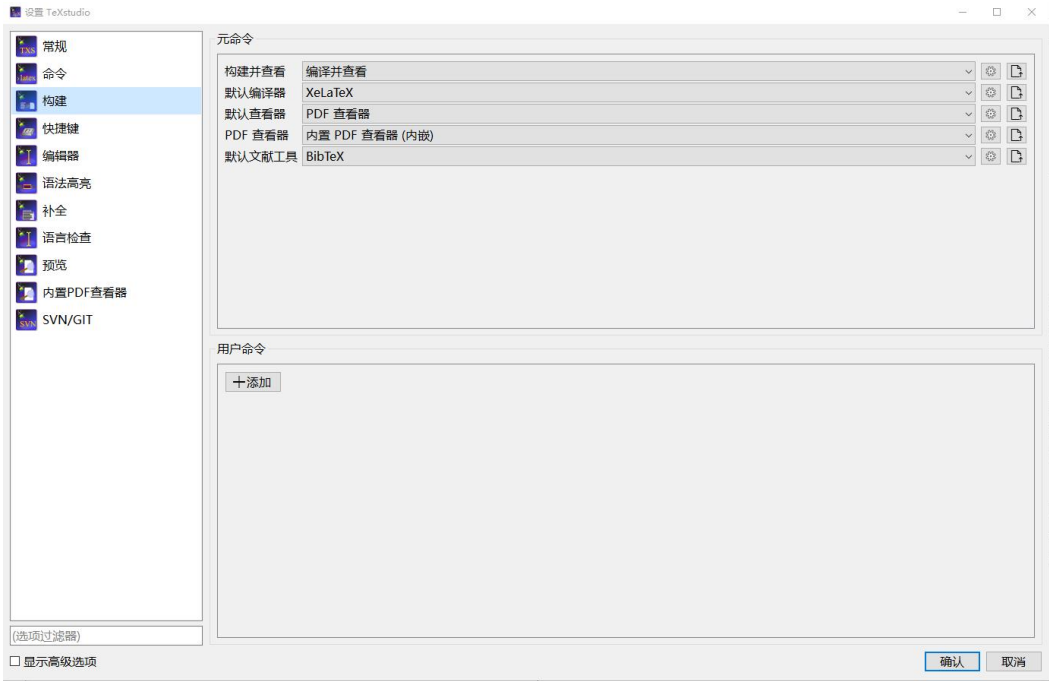 设置 TeXstudio
常规
命令
构建
快捷键
编辑器
语法高亮
补全
语言检查
预览
内置PDF查看器
SVN/GIT
(选项过滤器)
显示高级选项
元命令
构建并查看 编译并查看
默认编译器 XeLaTeX
默认查看器 PDF 查看器
PDF 查看器 内置 PDF 查看器 (内嵌)
默认文献工具 BibTeX
用户命令
添加
确认 取消